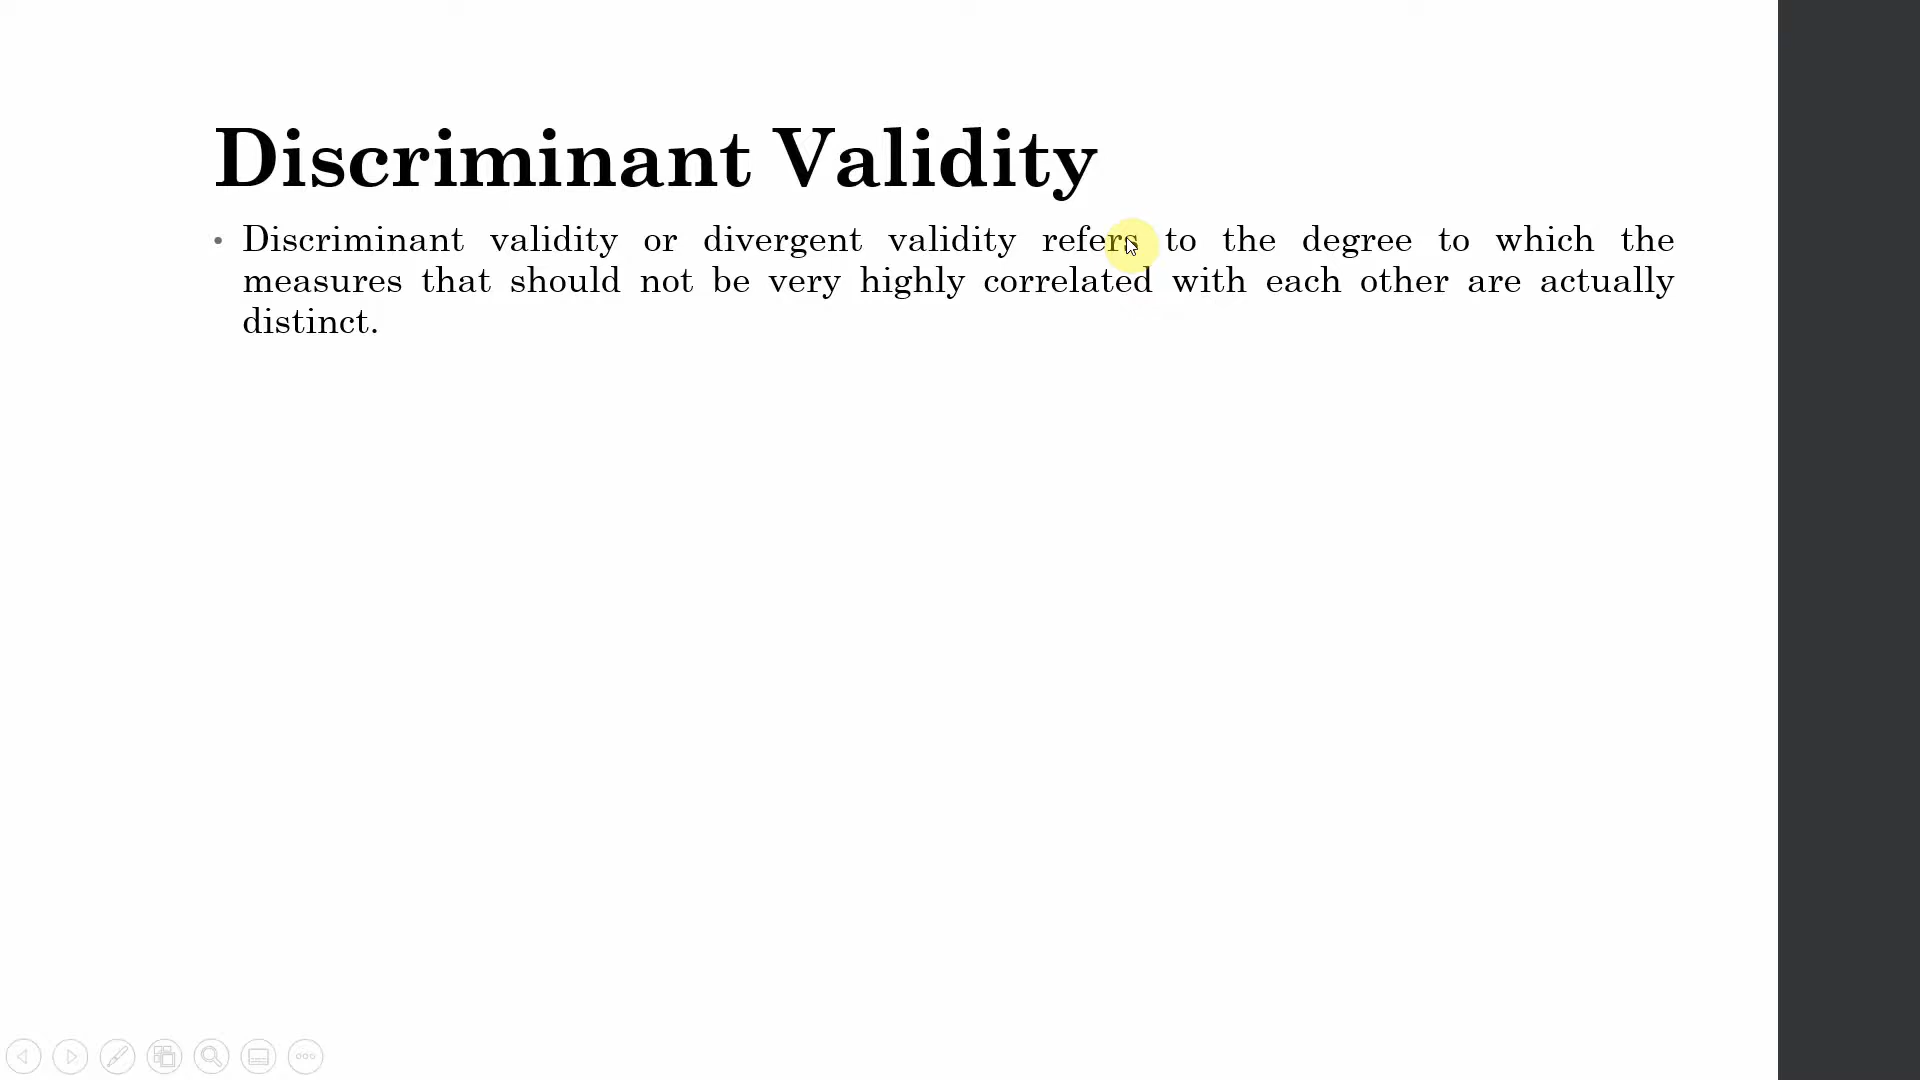 Discriminant Validity
• Discriminant validity or divergent validity refers to the degree to which the
measures that should not be very highly correlated with each other are actually
distinct.